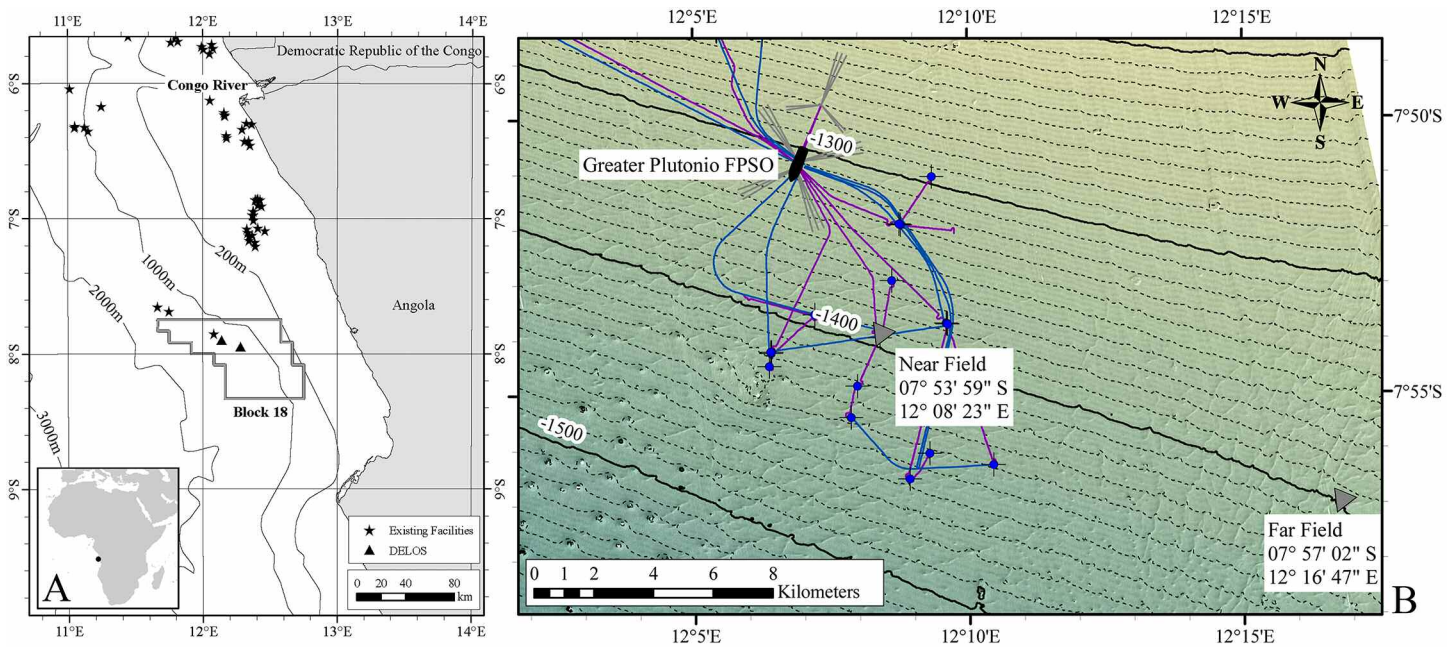 11°E
12°E
13°E
14°E
Democratic Republic of the Congo
Congo River
6°S
7°S
8°S
9°S
200m
1000m
2000m
3000m
Angola
Block 18
Existing Facilities
DELOS
0 20 40 80
km
A
11°E
12°E
13°E
14°E
12°5'E
12°10'E
12°15'E
N
W E
S
7°50'S
-1300
Greater Plutonio FPSO
-1400
Near Field
07° 53' 59" S
12° 08' 23" E
7°55'S
-1500
Far Field
07° 57' 02" S
12° 16' 47" E
0 1 2 4 6 8
Kilometers
B
12°5'E
12°10'E
12°15'E